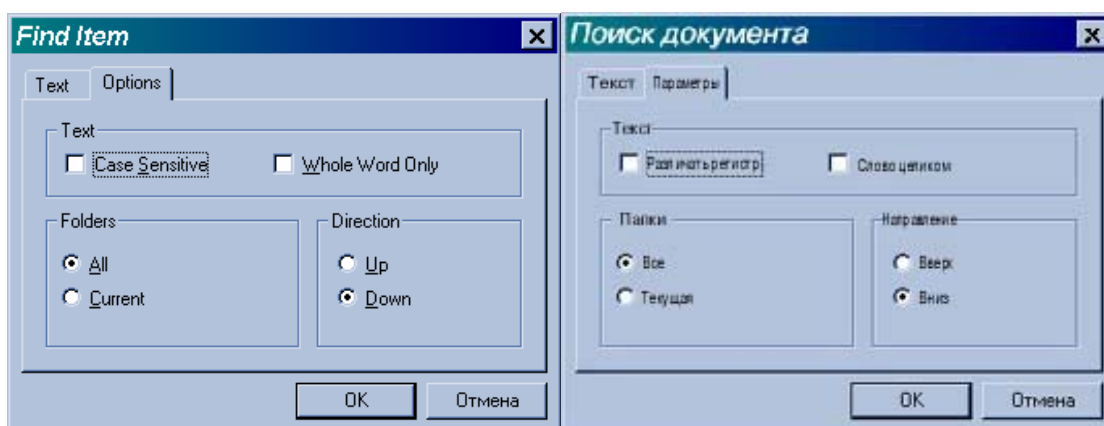 Find Item
Text Options
Text
Case Sensitive Whole Word Only
Folders Direction
All Up
Current Down
OK Отмена
Поиск документа
Текст Параметры
Текст
Различать регистр Слово целиком
Папки Направление
Все Вверх
Текущая Вниз
OK Отмена